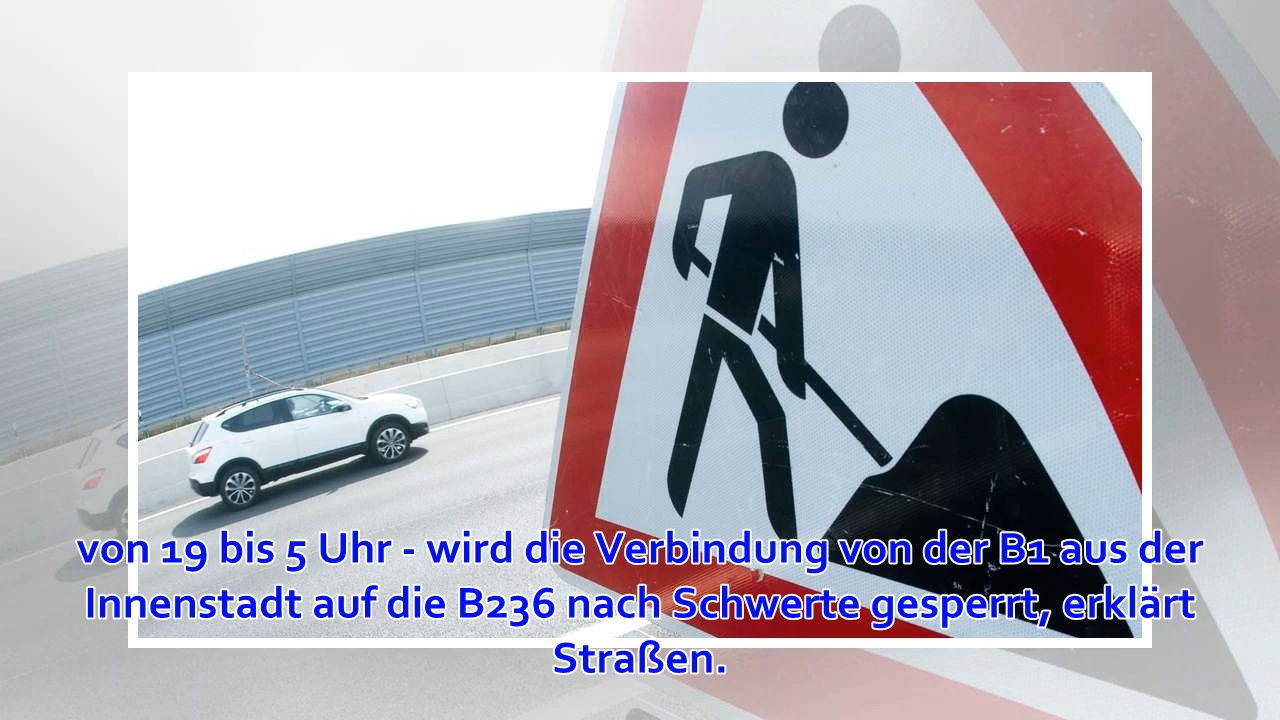 von 19 bis 5 Uhr - wird die Verbindung von der B1 aus der
Innenstadt auf die B236 nach Schwerte gesperrt, erklärt
Straßen.